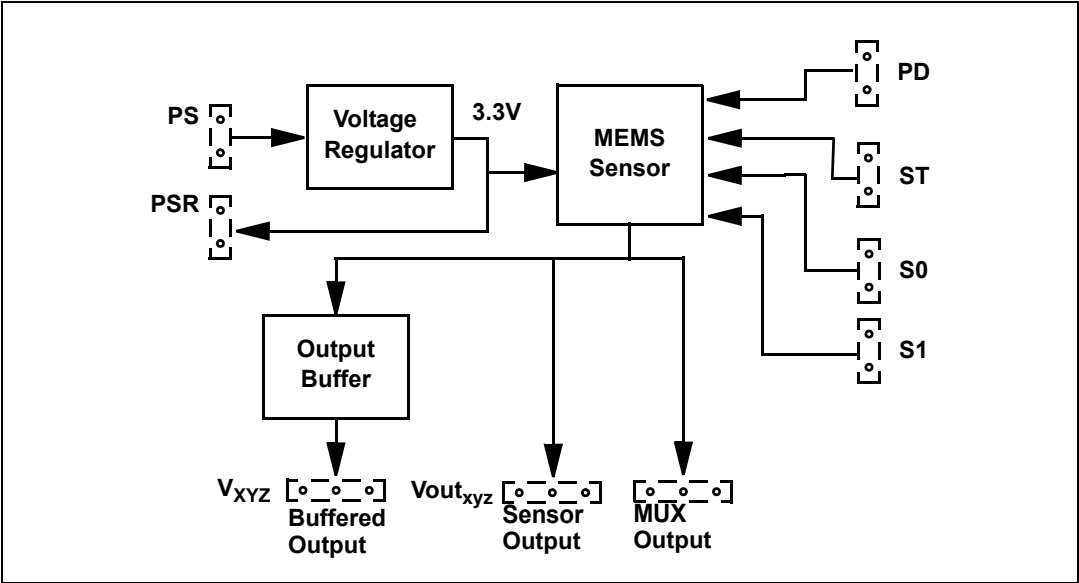 PS
Voltage
Regulator
3.3V
MEMS
Sensor
PD
ST
PSR
S0
S1
Output
Buffer
VXYZ
Buffered
Output
Voutxyz
Sensor
Output
MUX
Output